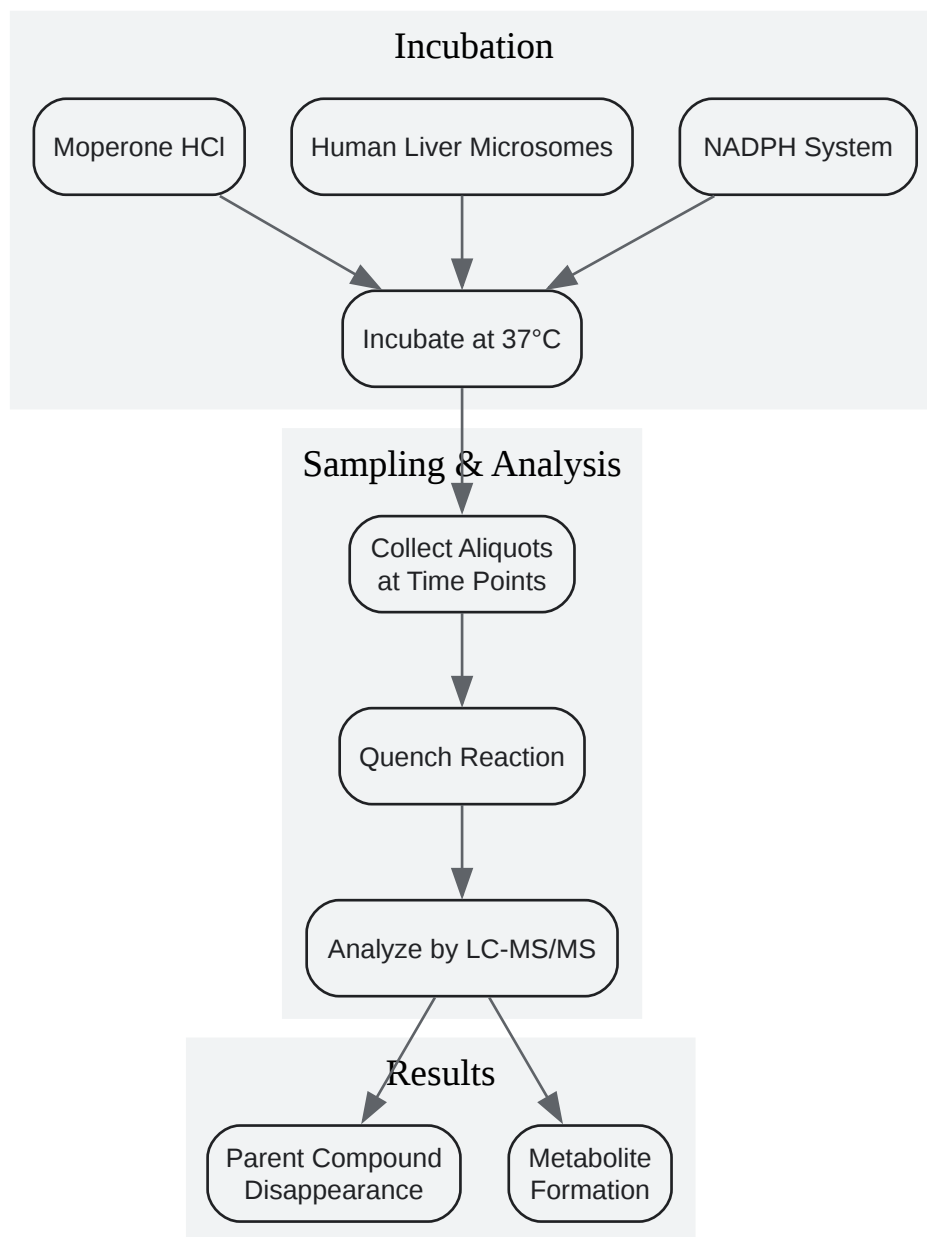 Incubation
Moperone HCl
Human Liver Microsomes
NADPH System
Incubate at 37°C
Sampling & Analysis
Collect Aliquots
at Time Points
Quench Reaction
Analyze by LC-MS/MS
Results
Parent Compound
Disappearance
Metabolite
Formation